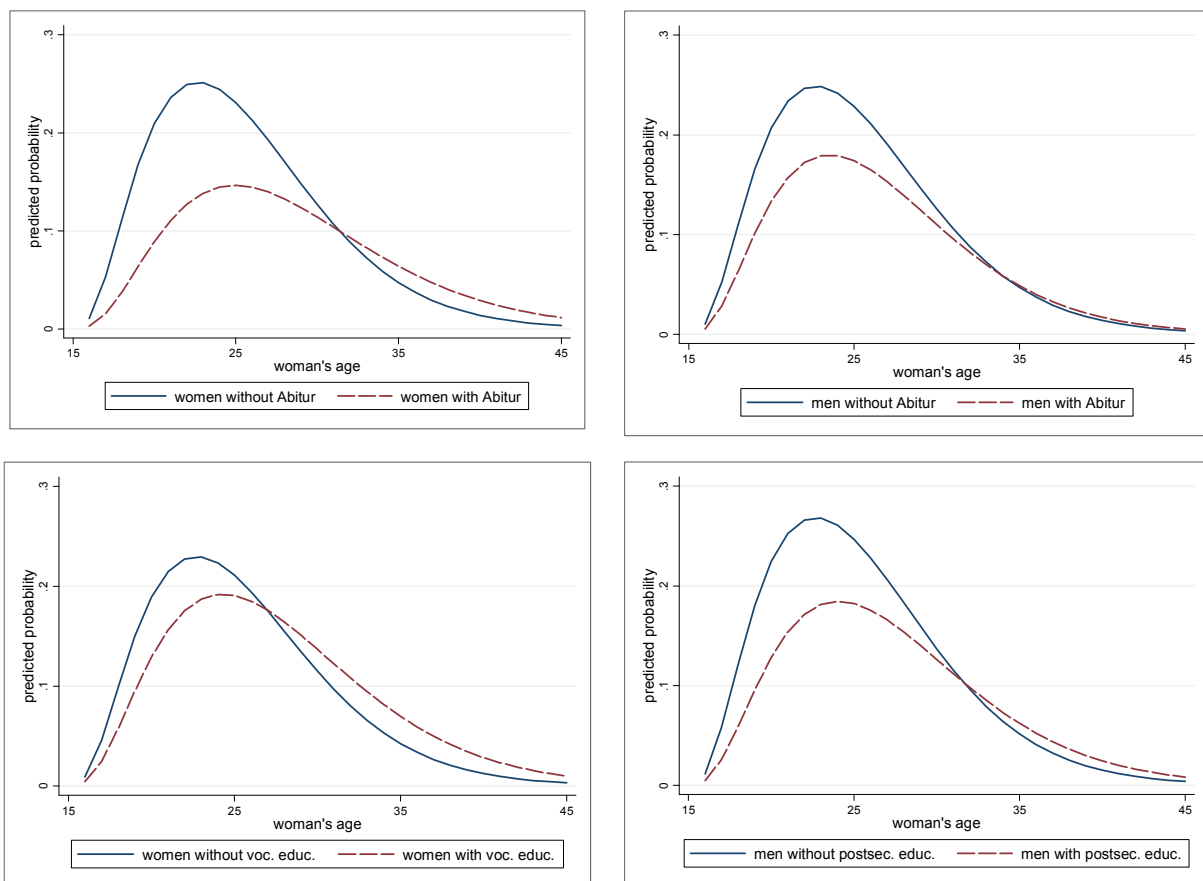 .3
.2
.1
0
predicted probability
15 25 35 45
woman's age
women without Abitur women with Abitur
.3
.2
.1
0
predicted probability
15 25 35 45
woman's age
men without Abitur men with Abitur
.3
.2
.1
0
predicted probability
15 25 35 45
woman's age
women without voc. educ. women with voc. educ.
.3
.2
.1
0
predicted probability
15 25 35 45
woman's age
men without postsec. educ. men with postsec. educ.